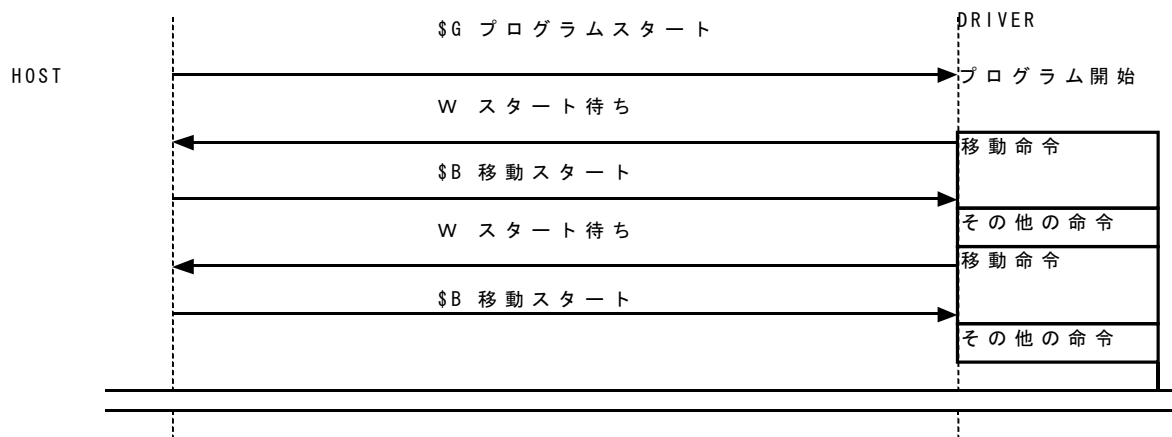 DRIVER
$G プログラムスタート
HOST
プログラム開始
W スタート待ち
移動命令
$B 移動スタート
その他の命令
W スタート待ち
移動命令
$B 移動スタート
その他の命令